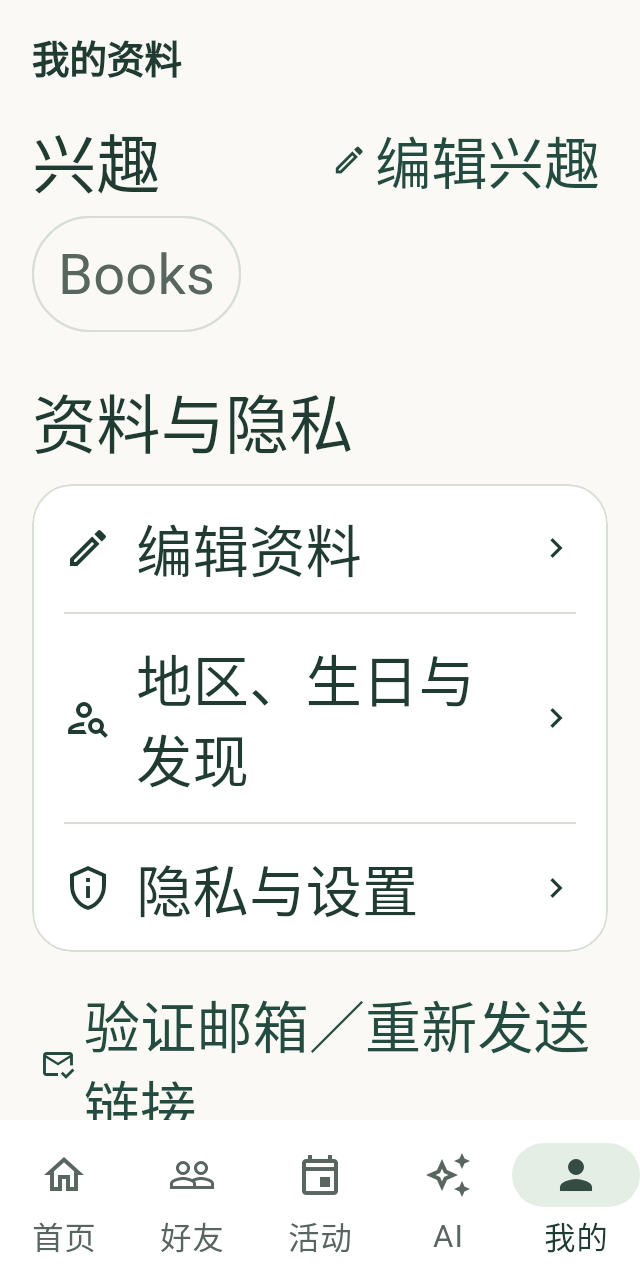 我的资料
兴趣
编辑兴趣
Books
资料与隐私
编辑资料
地区、生日与
发现
隐私与设置
验证邮箱／重新发送
链接
首页
好友
活动
AI
我的